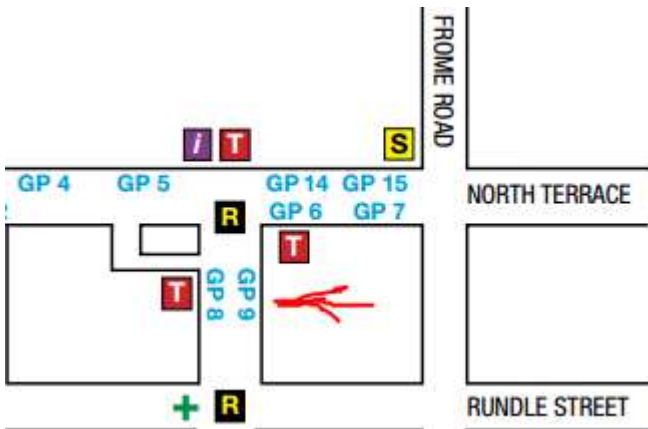 FROME ROAD
i T S
GP 4 GP 5 GP 14 GP 15
NORTH TERRACE
R GP 6 GP 7
T
T GP 8 GP 9
R RUNDLE STREET